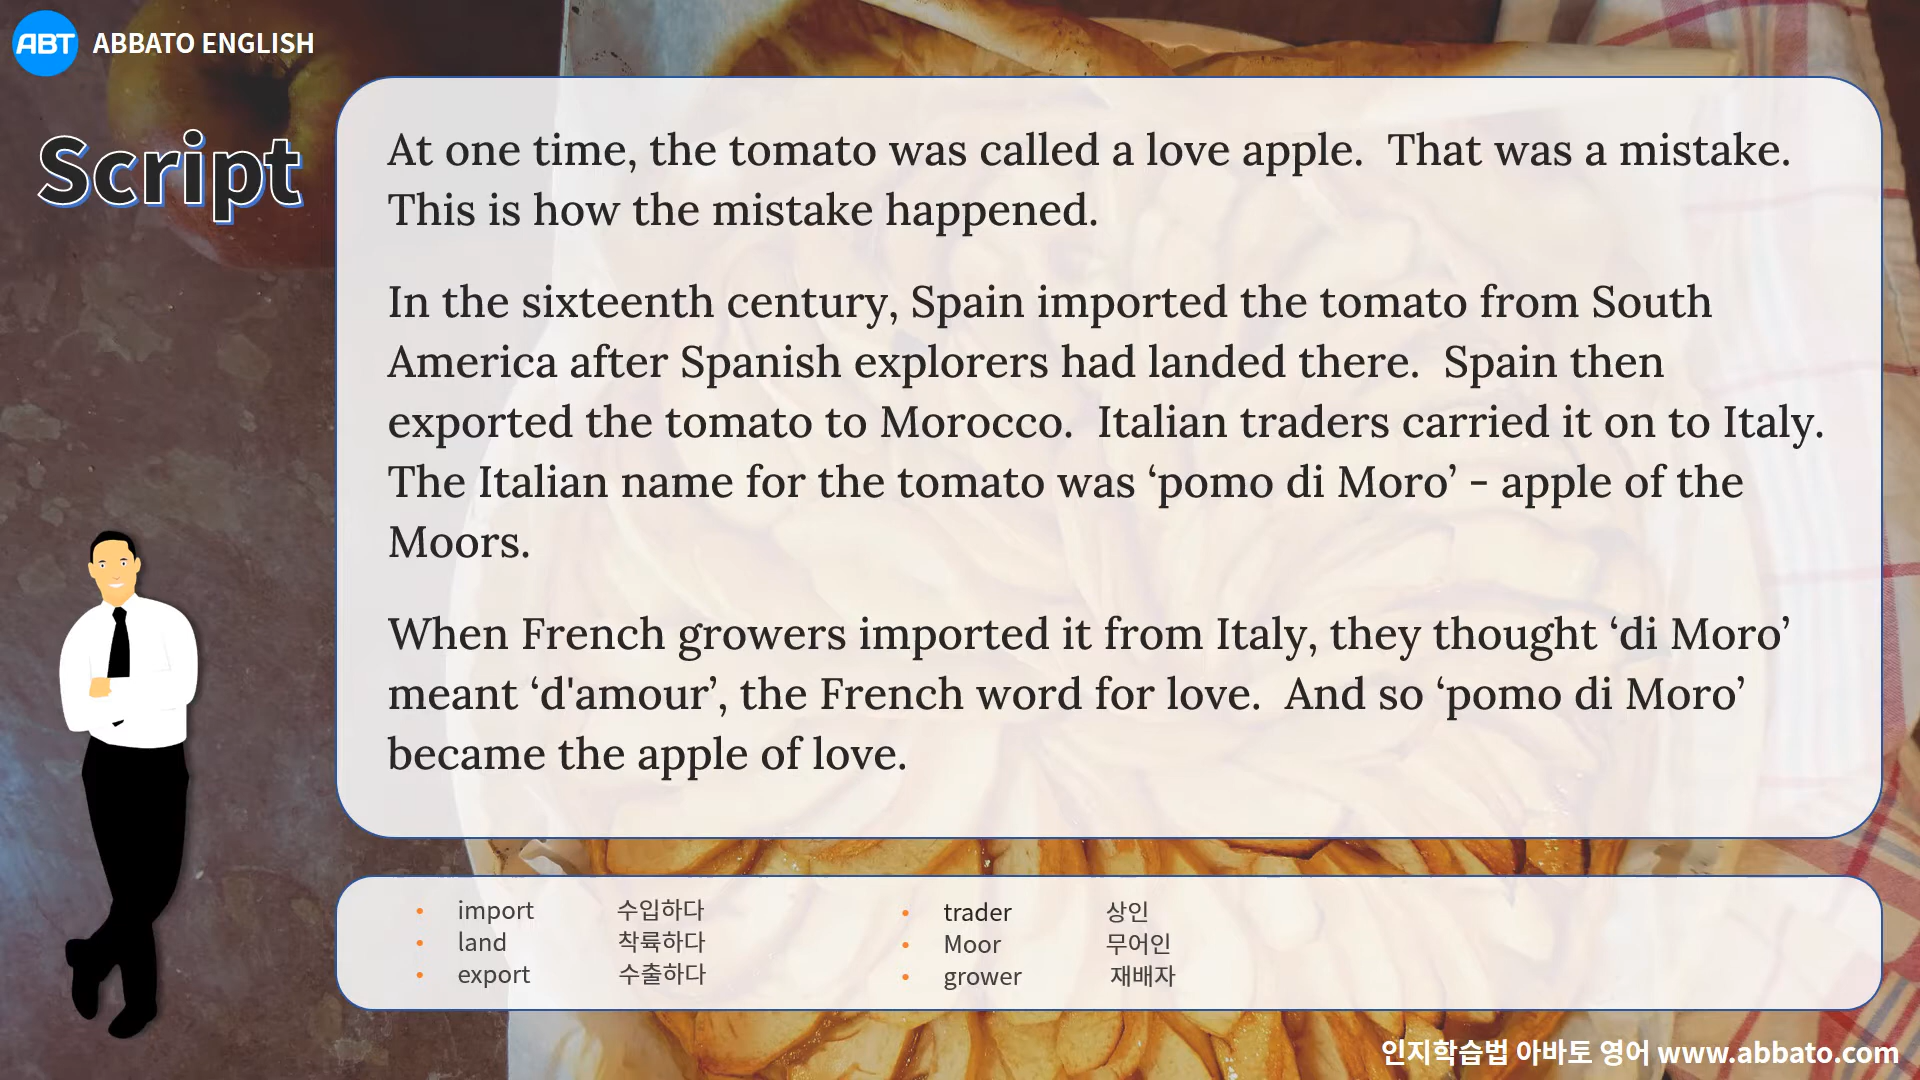 ABT ABBATO ENGLISH
Script
At one time, the tomato was called a love apple. That was a mistake.
This is how the mistake happened.
In the sixteenth century, Spain imported the tomato from South
America after Spanish explorers had landed there. Spain then
exported the tomato to Morocco. Italian traders carried it on to Italy.
The Italian name for the tomato was ‘pomo di Moro’ - apple of the
Moors.
When French growers imported it from Italy, they thought ‘di Moro’
meant ‘d'amour’, the French word for love. And so ‘pomo di Moro’
became the apple of love.
• import 수입하다
• land 착륙하다
• export 수출하다
• trader 상인
• Moor 무어인
• grower 재배자
인지학습법 아바토 영어 www.abbato.com